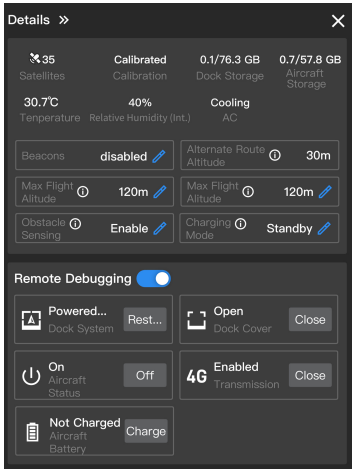 Details »
35 Calibrated 0.1/76.3 GB 0.7/57.8 GB
Satellites Calibration Dock Storage Aircraft
Storage
30.7℃ 40% Cooling
Tenperature Relative Humidity (Int.) AC
Beacons disabled
Alternate Route
Altitude 30m
Max Flight
Alitude 120m
Max Flight
Alitude 120m
Obstacle
Sensing Enable
Charging
Mode Standby
Remote Debugging
Powered...
Dock System
Rest...
Open
Dock Cover
Close
On
Aircraft
Status
Off
4G
Enabled
Transmission
Close
Not Charged
Aircraft
Battery
Charge